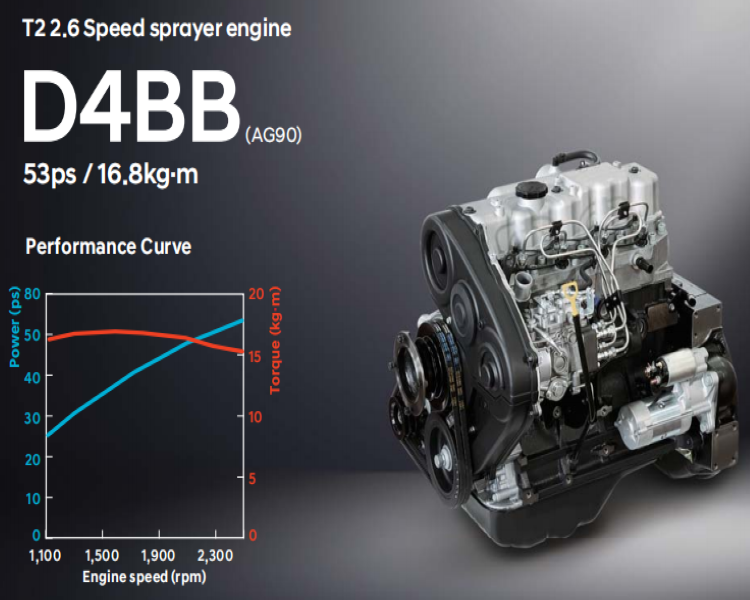 T2 2.6 Speed sprayer engine
D4BB (AG90)
53ps / 16.8kg·m
Performance Curve
Power (ps)
80
50
40
30
20
10
0
20
15
10
5
0
Torque (kg·m)
1,100 1,500 1,900 2,300
Engine speed (rpm)